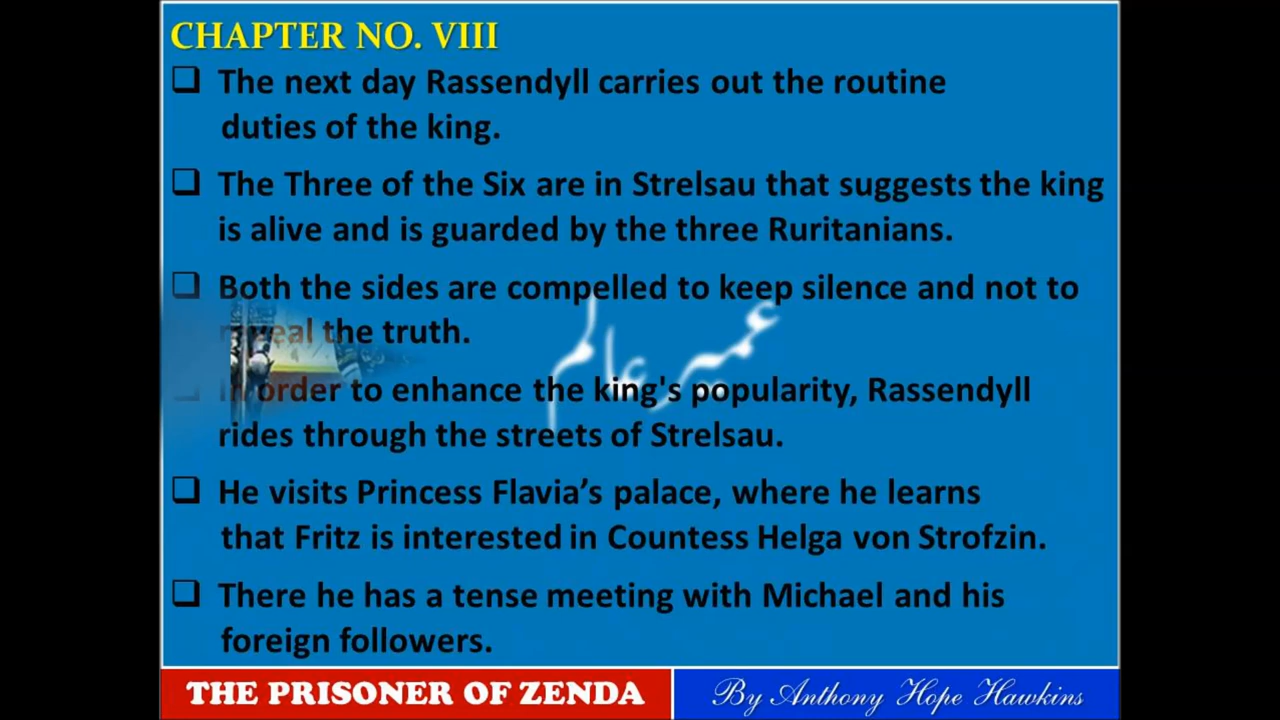 CHAPTER NO. VIII
The next day Rassendyll carries out the routine
duties of the king.
The Three of the Six are in Strelsau that suggests the king
is alive and is guarded by the three Ruritanians.
Both the sides are compelled to keep silence and not to
reveal the truth.
In order to enhance the king's popularity, Rassendyll
rides through the streets of Strelsau.
عمیر عالم
He visits Princess Flavia’s palace, where he learns
that Fritz is interested in Countess Helga von Strofzin.
There he has a tense meeting with Michael and his
foreign followers.
THE PRISONER OF ZENDA
By Anthony Hope Hawkins